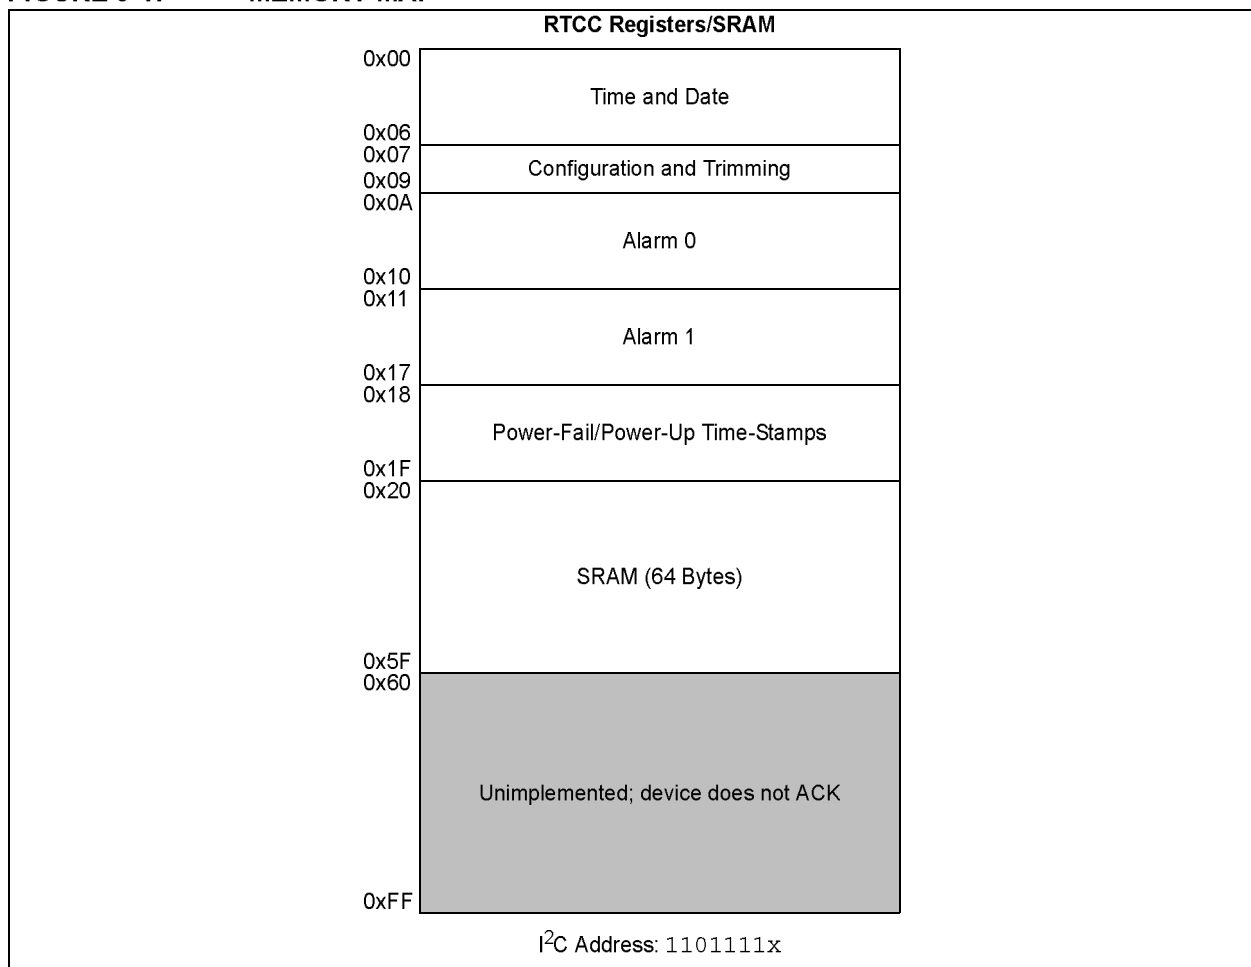 RTCC Registers/SRAM
0x00
Time and Date
0x06
0x07
Configuration and Trimming
0x09
0x0A
Alarm 0
0x10
0x11
Alarm 1
0x17
0x18
Power-Fail/Power-Up Time-Stamps
0x1F
0x20
SRAM (64 Bytes)
0x5F
0x60
Unimplemented; device does not ACK
0xFF
I²C Address: 1101111x